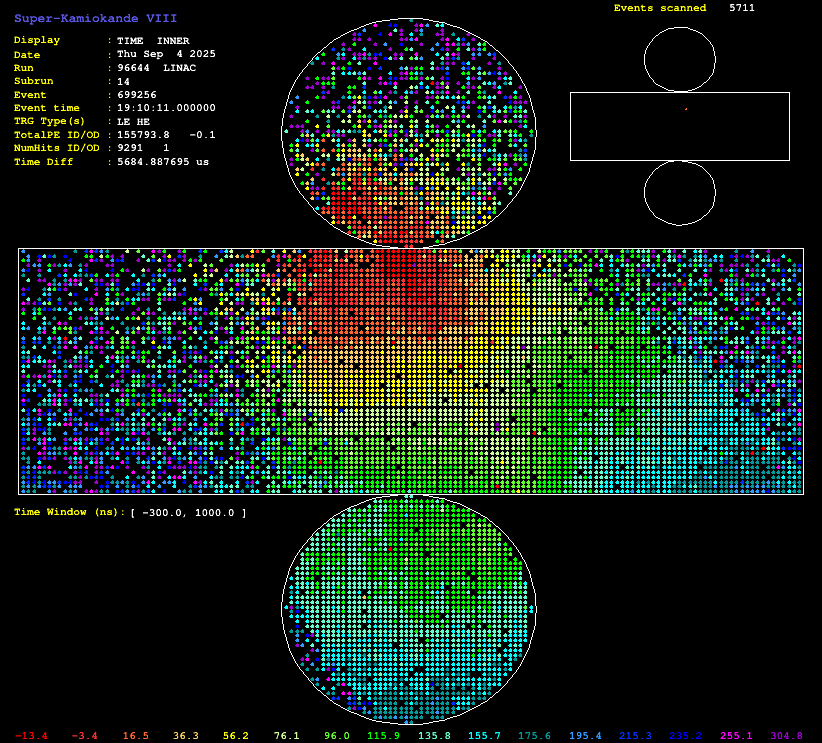 Super-Kamiokande VIII
Events scanned 5711
Display : TIME INNER
Date : Thu Sep 4 2025
Run : 96644 LINAC
Subrun : 14
Event : 699256
Event time : 19:10:11.000000
TRG Type(s) : LE HE
TotalPE ID/OD : 155793.8 -0.1
NumHits ID/OD : 9291 1
Time Diff : 5684.887695 us
Time Window (ns): [ -300.0, 1000.0 ]
-13.4 -3.4 16.5 36.3 56.2 76.1 96.0 115.9 135.8 155.7 175.6 195.4 215.3 235.2 255.1 304.8